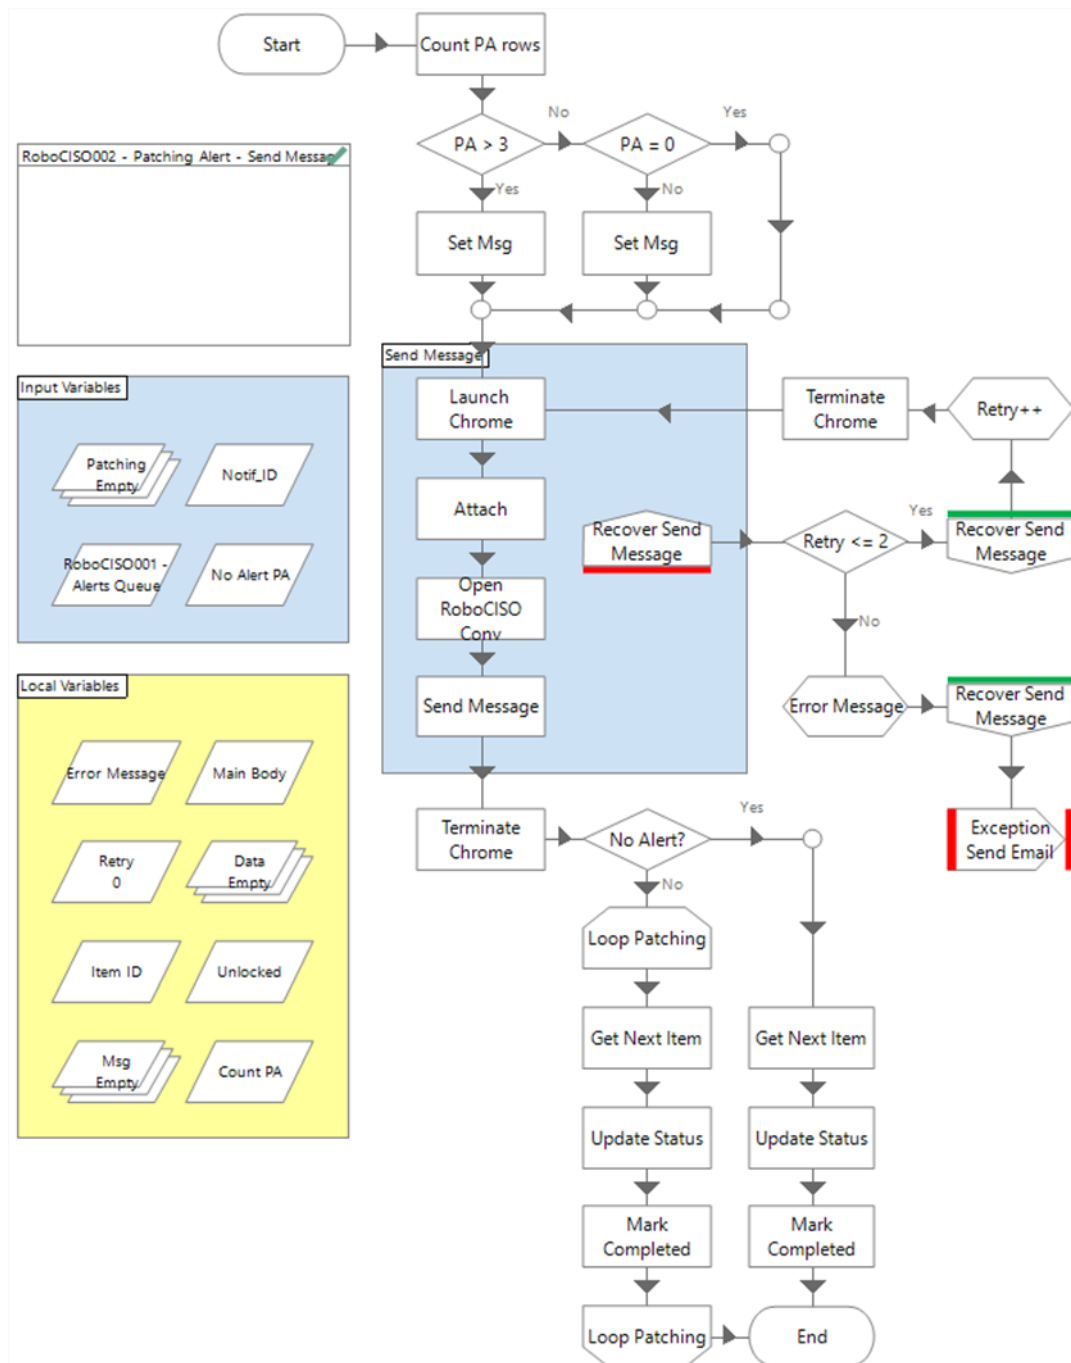 Start
Count PA rows
No
Yes
PA > 3
PA = 0
RoboCISO002 - Patching Alert - Send Messag
Yes
No
Set Msg
Set Msg
Send Message
Input Variables
Launch
Chrome
Terminate
Chrome
Retry++
Patching
Empty
Notif_ID
Attach
Yes
Recover Send
Message
Retry <= 2
Recover Send
Message
RoboCISO001 -
Alerts Queue
No Alert PA
Open
RoboCISO
Conv
No
Local Variables
Send Message
Error Message
Recover Send
Message
Error Message
Main Body
Yes
Terminate
Chrome
No Alert?
Exception
Send Email
Retry
0
Data
Empty
No
Loop Patching
Item ID
Unlocked
Get Next Item
Get Next Item
Msg
Empty
Count PA
Update Status
Update Status
Mark
Completed
Mark
Completed
Loop Patching
End